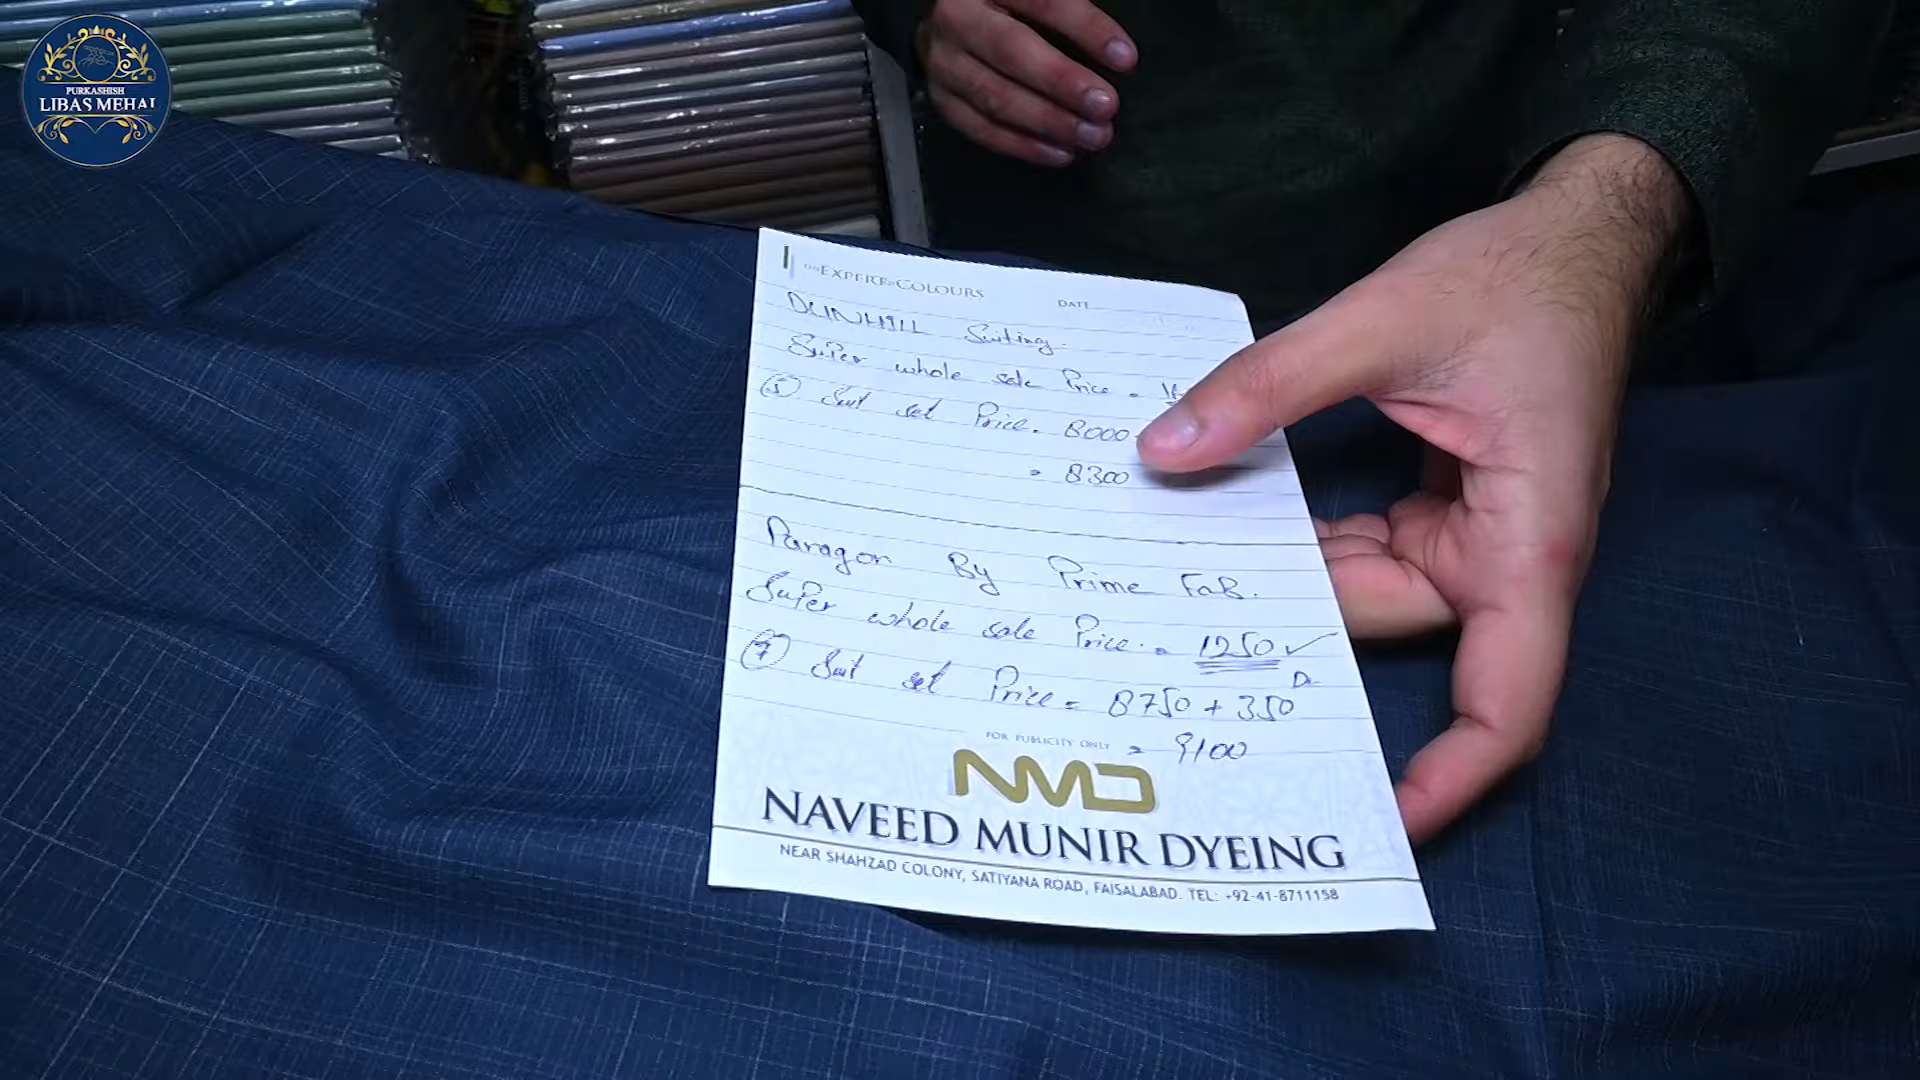 PURKASHISH
LIBAS MEHAL
THE EXPERT IN COLOURS
DATE
DUNHILL Suiting.
Super whole sale Price =
5 Suit set Price. 8000
= 8300
Paragon By Prime Fab.
Super whole sale Price. = 1250 ✓
7 Suit set Price = 8750 + 350 Dc
FOR PUBLICITY ONLY
= 9100
NMD
NAVEED MUNIR DYEING
NEAR SHAHZAD COLONY, SATIYANA ROAD, FAISALABAD. TEL: +92-41-8711158